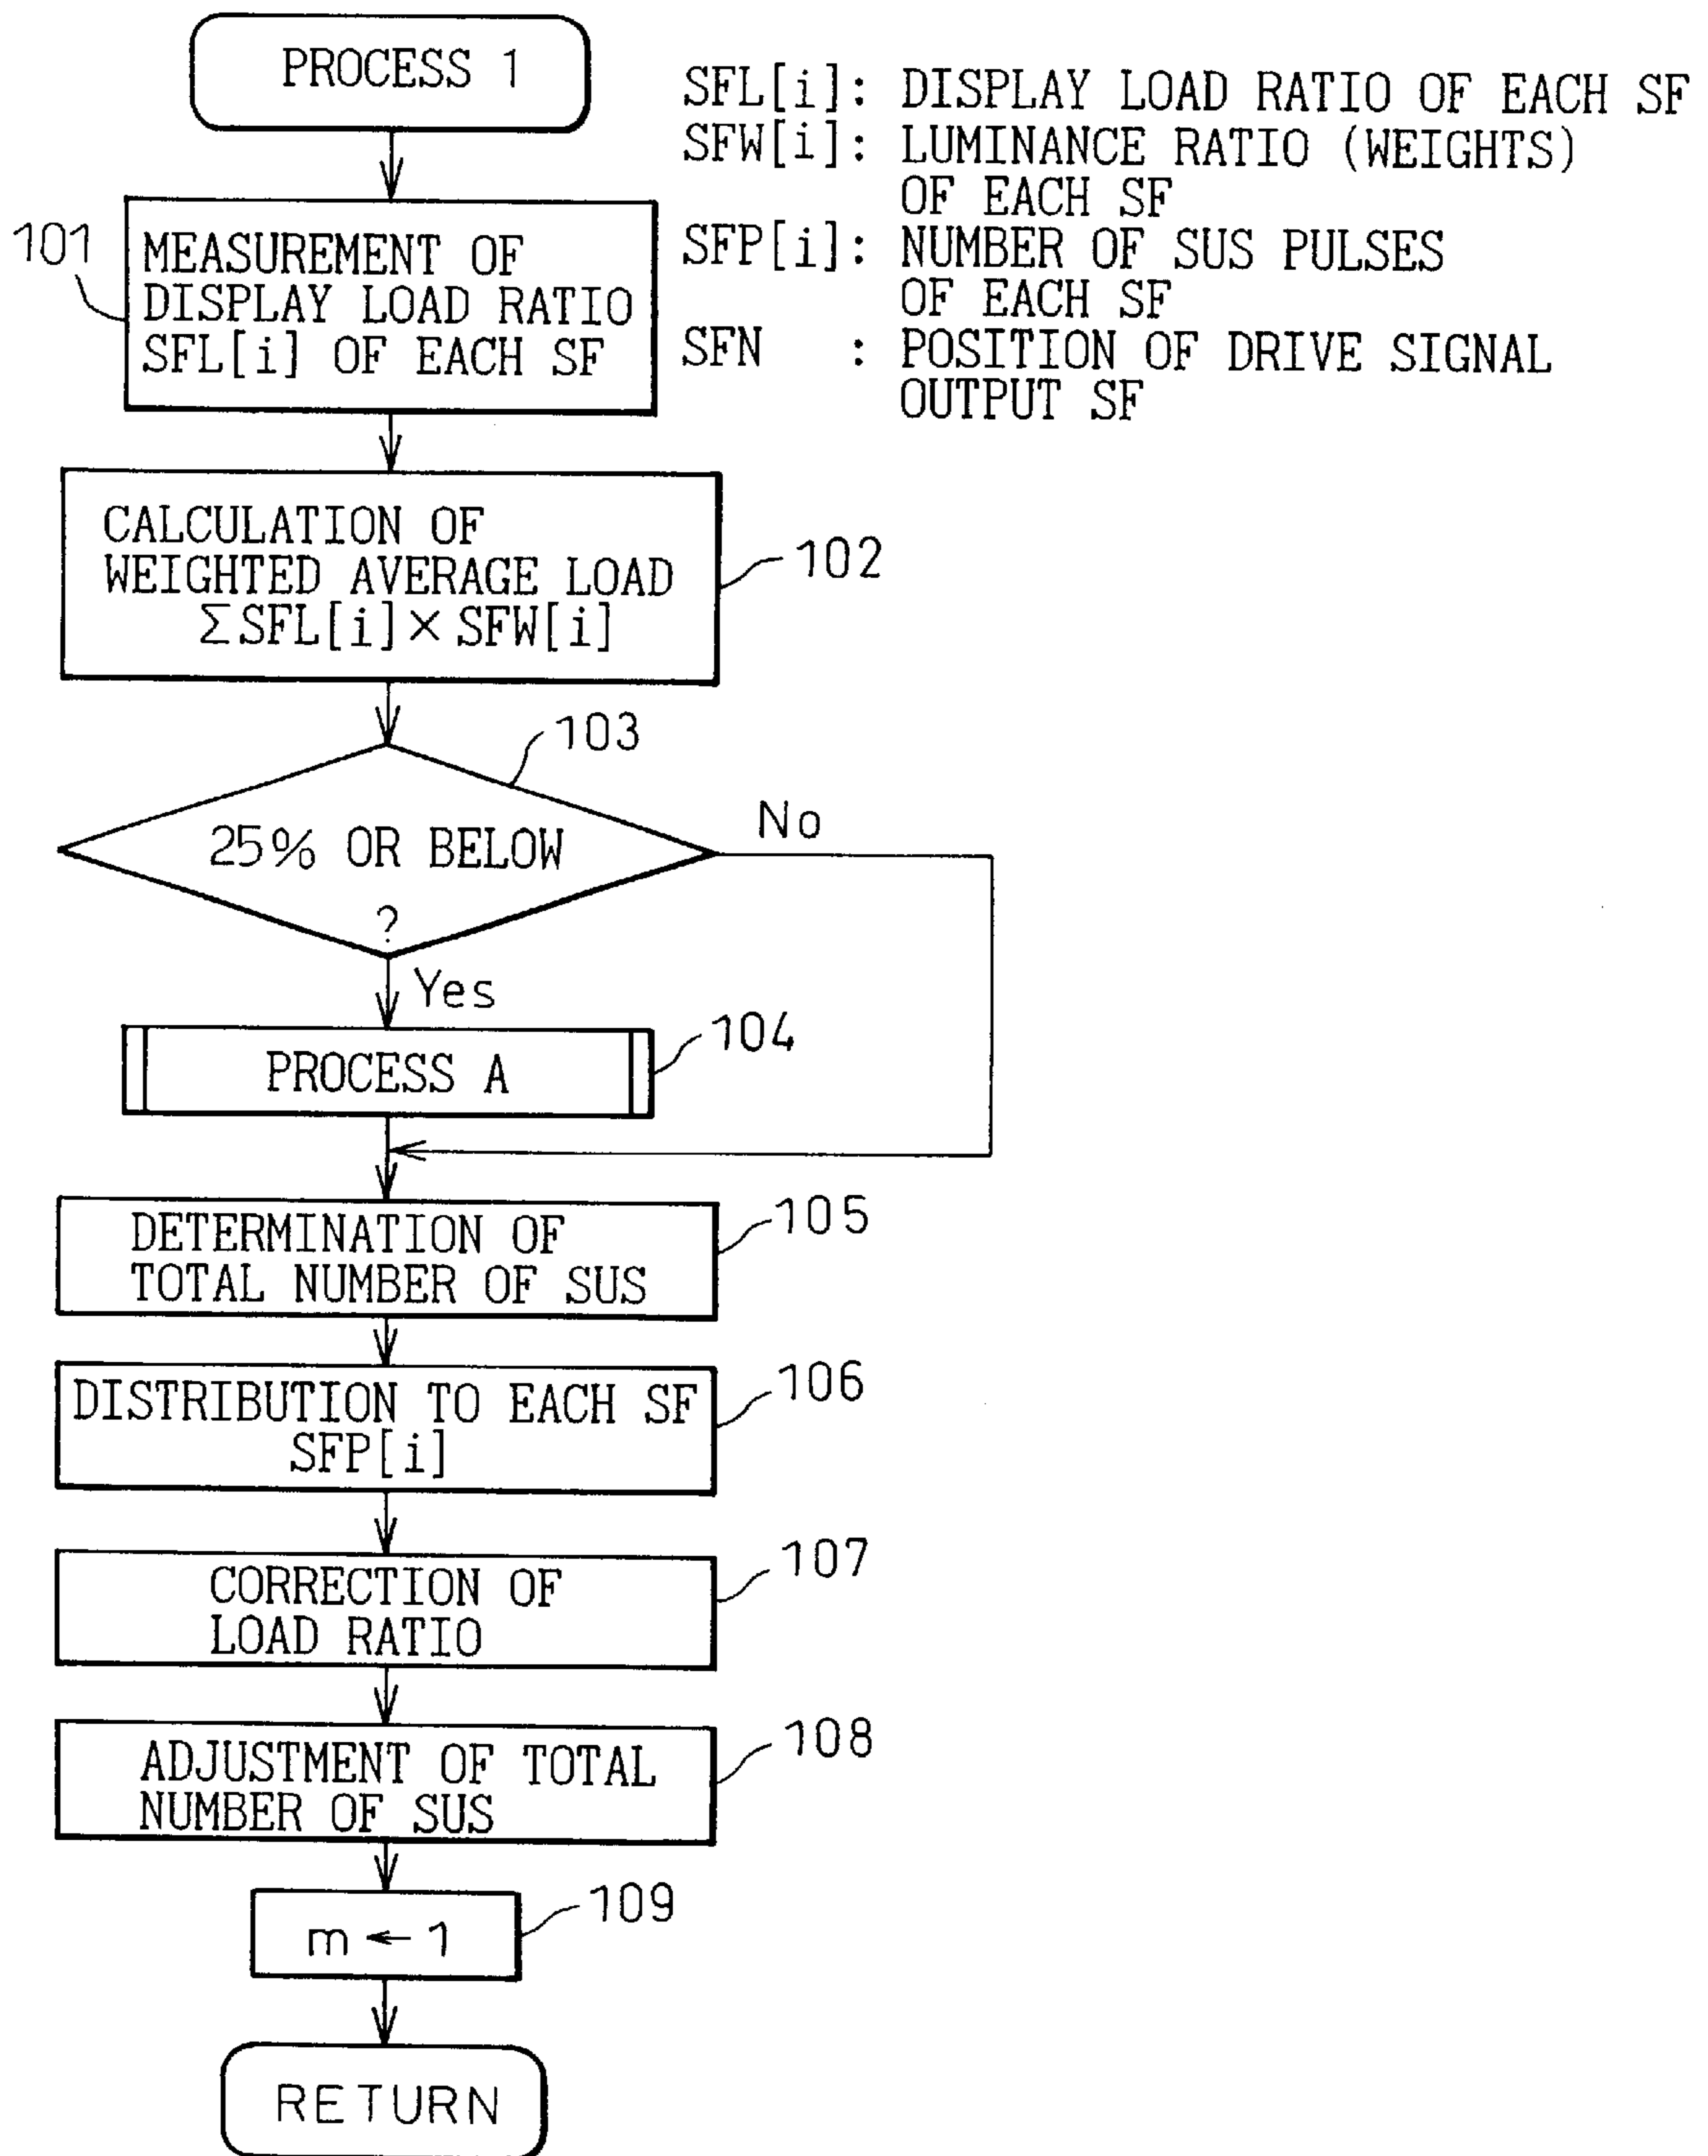 PROCESS 1
SFL[i]: DISPLAY LOAD RATIO OF EACH SF
SFW[i]: LUMINANCE RATIO (WEIGHTS)
OF EACH SF
SFP[i]: NUMBER OF SUS PULSES
OF EACH SF
SFN : POSITION OF DRIVE SIGNAL
OUTPUT SF
101
MEASUREMENT OF
DISPLAY LOAD RATIO
SFL[i] OF EACH SF
CALCULATION OF
WEIGHTED AVERAGE LOAD
ΣSFL[i]×SFW[i]
102
103
25% OR BELOW
?
No
Yes
PROCESS A
104
DETERMINATION OF
TOTAL NUMBER OF SUS
105
DISTRIBUTION TO EACH SF
SFP[i]
106
CORRECTION OF
LOAD RATIO
107
ADJUSTMENT OF TOTAL
NUMBER OF SUS
108
m ← 1
109
RETURN